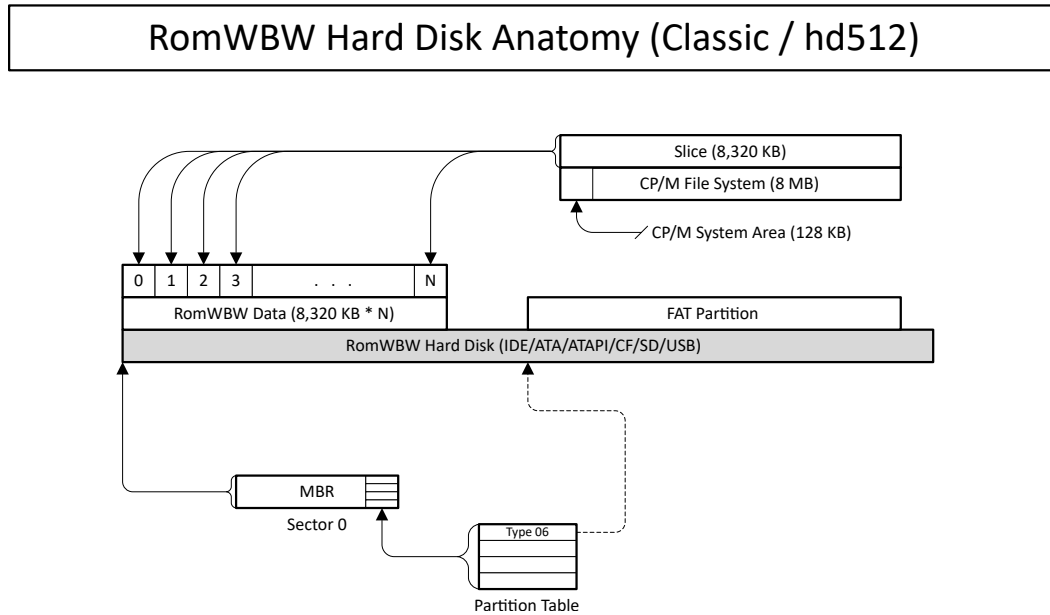 RomWBW Hard Disk Anatomy (Classic / hd512)
Slice (8,320 KB)
CP/M File System (8 MB)
CP/M System Area (128 KB)
0 1 2 3 . . . N
RomWBW Data (8,320 KB * N)
FAT Partition
RomWBW Hard Disk (IDE/ATA/ATAPI/CF/SD/USB)
MBR
Sector 0
Type 06
Partition Table